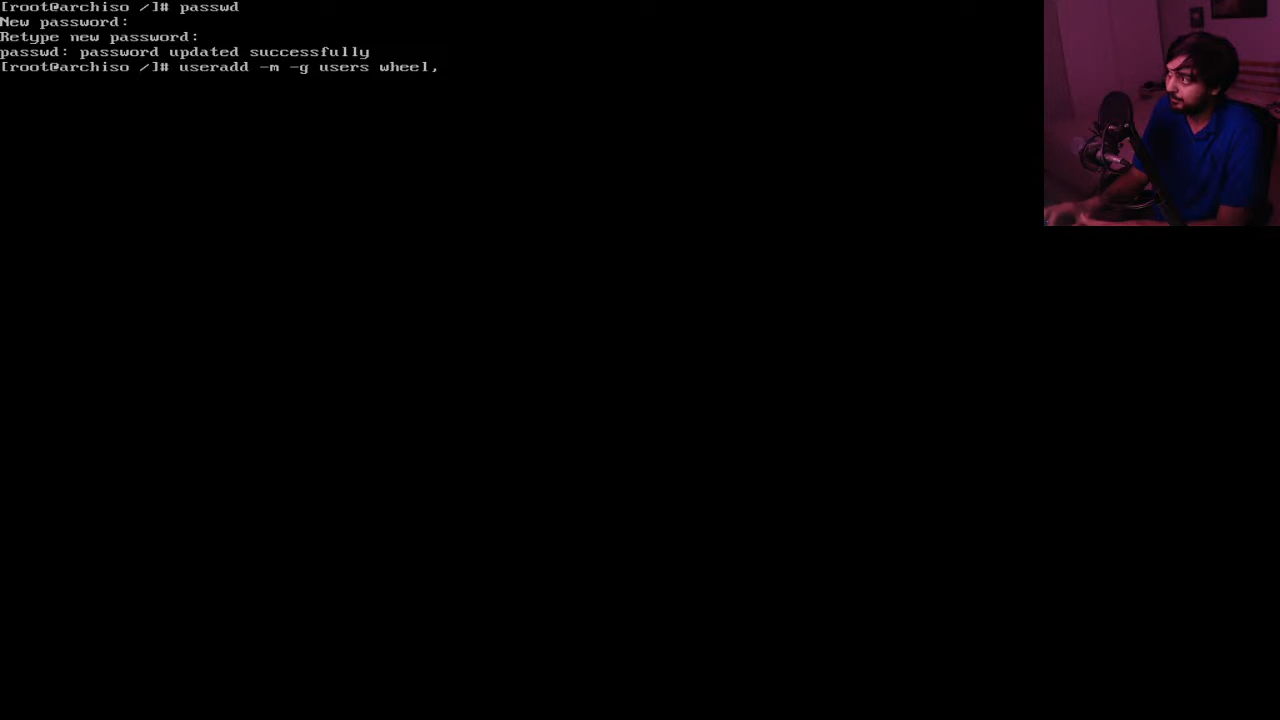 [root@archiso /]# passwd
New password:
Retype new password:
passwd: password updated successfully
[root@archiso /]# useradd -m -g users wheel,